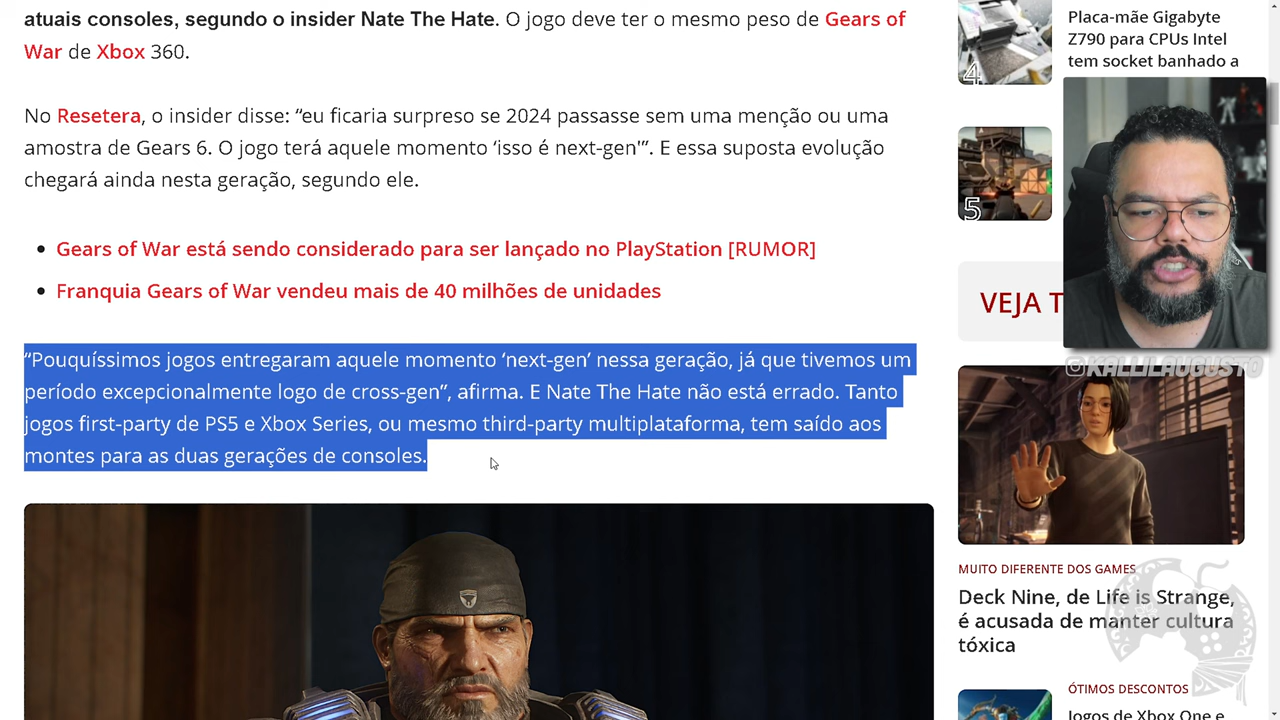 atuais consoles, segundo o insider Nate The Hate. O jogo deve ter o mesmo peso de Gears of
War de Xbox 360.
No Resetera, o insider disse: “eu ficaria surpreso se 2024 passasse sem uma menção ou uma
amostra de Gears 6. O jogo terá aquele momento ‘isso é next-gen’”. E essa suposta evolução
chegará ainda nesta geração, segundo ele.
• Gears of War está sendo considerado para ser lançado no PlayStation [RUMOR]
• Franquia Gears of War vendeu mais de 40 milhões de unidades
“Pouquíssimos jogos entregaram aquele momento ‘next-gen’ nessa geração, já que tivemos um
período excepcionalmente logo de cross-gen”, afirma. E Nate The Hate não está errado. Tanto
jogos first-party de PS5 e Xbox Series, ou mesmo third-party multiplataforma, tem saído aos
montes para as duas gerações de consoles.
4
Placa-mãe Gigabyte
Z790 para CPUs Intel
tem socket banhado a
5
VEJA T
@KALLILAUGUSTO
MUITO DIFERENTE DOS GAMES
Deck Nine, de Life is Strange,
é acusada de manter cultura
tóxica
ÓTIMOS DESCONTOS
Jogos de Xbox One e